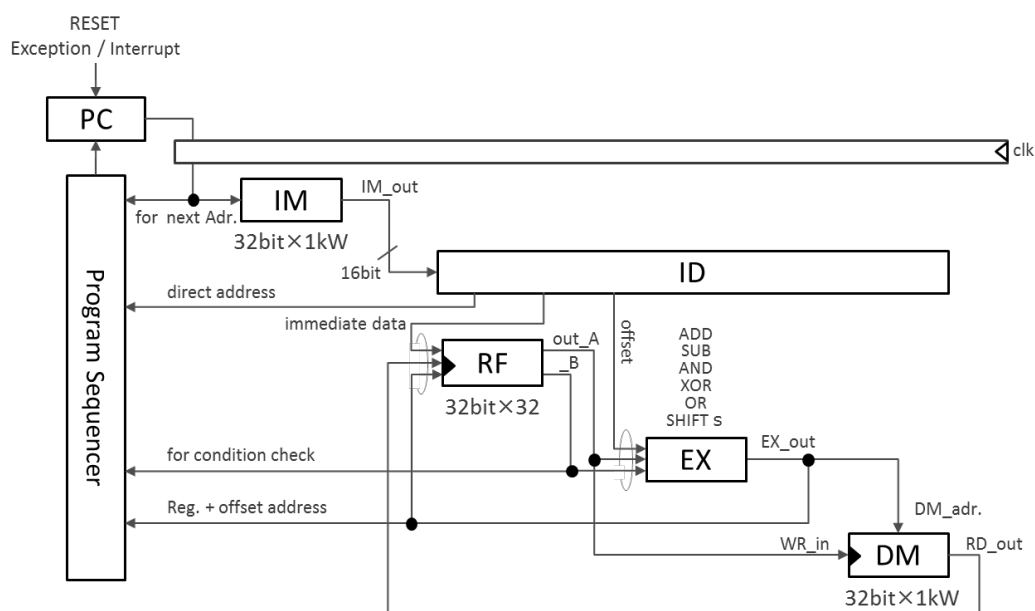 RESET
Exception / Interrupt
PC
clk
IM_out
IM
for next Adr.
32bit×1kW
16bit
ID
direct address
immediate data
offset
out_A
_B
RF
32bit×32
ADD
SUB
AND
XOR
OR
SHIFT s
Program Sequencer
for condition check
EX
EX_out
Reg. + offset address
DM_adr.
WR_in
DM
RD_out
32bit×1kW